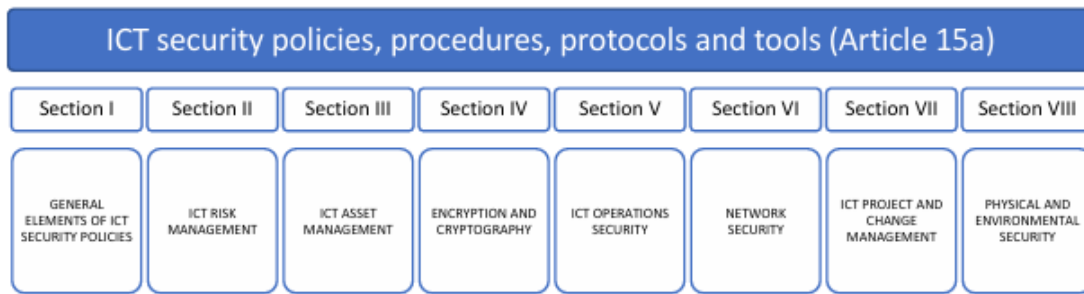 ICT security policies, procedures, protocols and tools (Article 15a)
Section I
Section II
Section III
Section IV
Section V
Section VI
Section VII
Section VIII
GENERAL
ELEMENTS OF ICT
SECURITY POLICIES
ICT RISK
MANAGEMENT
ICT ASSET
MANAGEMENT
ENCRYPTION AND
CRYPTOGRAPHY
ICT OPERATIONS
SECURITY
NETWORK
SECURITY
ICT PROJECT AND
CHANGE
MANAGEMENT
PHYSICAL AND
ENVIRONMENTAL
SECURITY